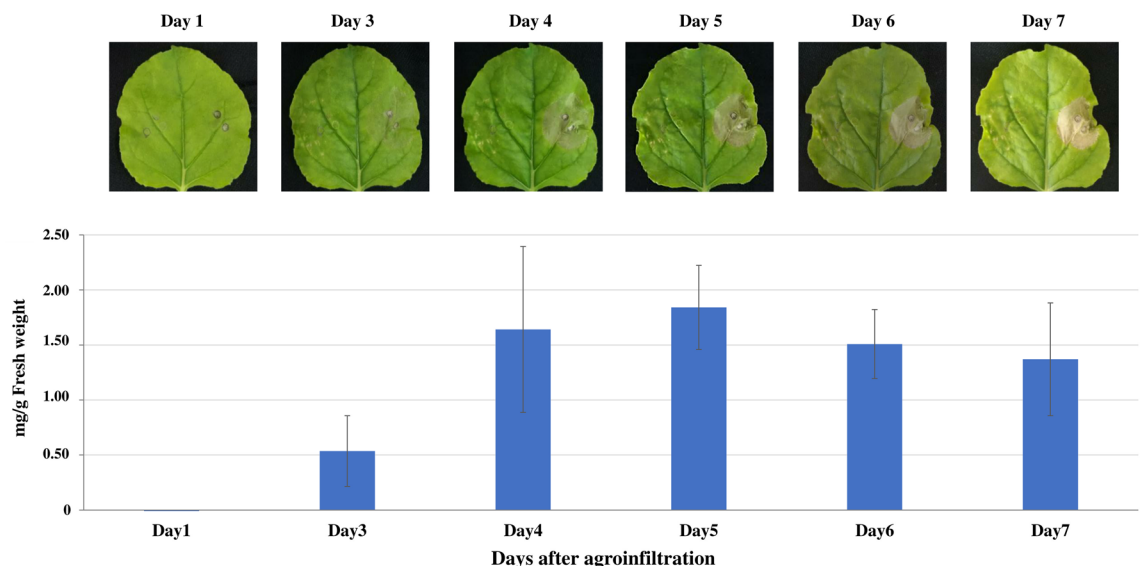 Day 1 Day 3 Day 4 Day 5 Day 6 Day 7
mg/g Fresh weight
2.50
2.00
1.50
1.00
0.50
0
Day1 Day3 Day4 Day5 Day6 Day7
Days after agroinfiltration